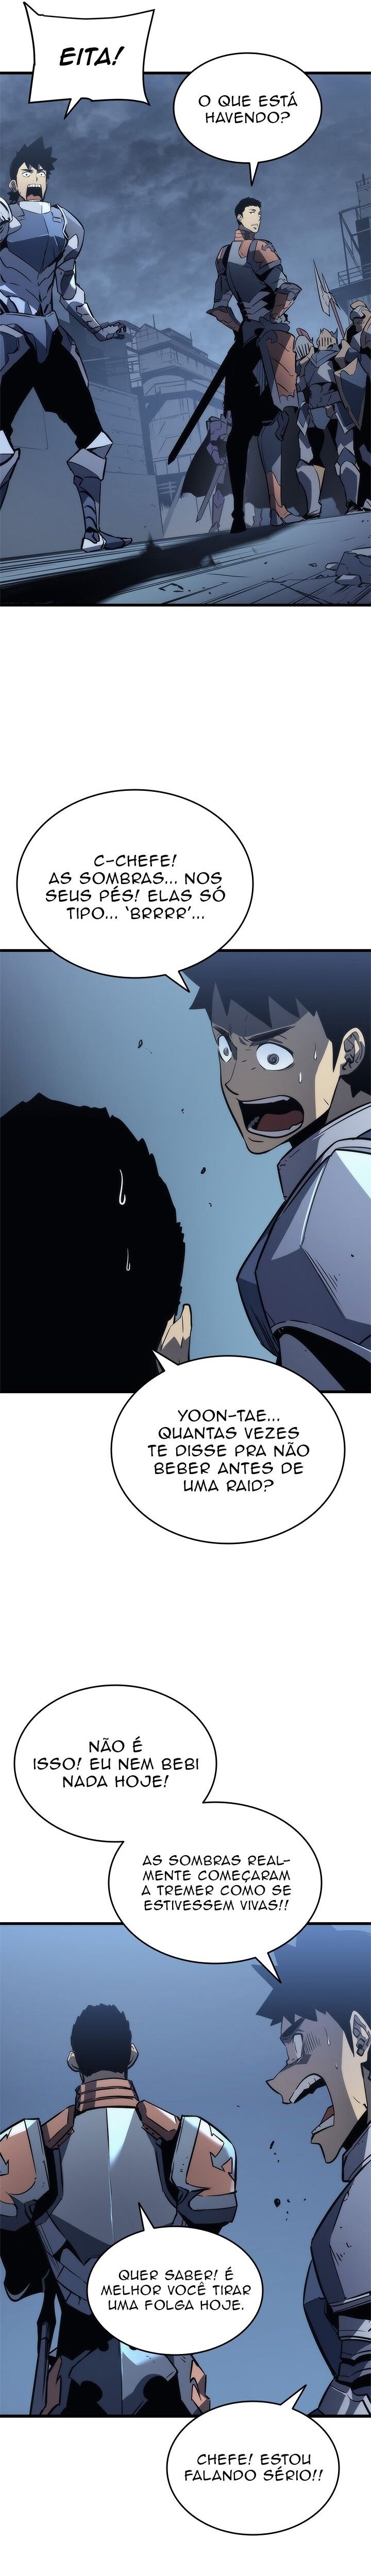 EITA!
O QUE ESTÁ
HAVENDO?
C-CHEFE!
AS SOMBRAS... NOS
SEUS PÉS! ELAS SÓ
TIPO... 'BRRRR'...
YOON-TAE...
QUANTAS VEZES
TE DISSE PRA NÃO
BEBER ANTES DE
UMA RAID?
NÃO É
ISSO! EU NEM BEBI
NADA HOJE!
AS SOMBRAS REAL-
MENTE COMEÇARAM
A TREMER COMO SE
ESTIVESSEM VIVAS!!
QUER SABER! É
MELHOR VOCÊ TIRAR
UMA FOLGA HOJE.
CHEFE! ESTOU
FALANDO SÉRIO!!